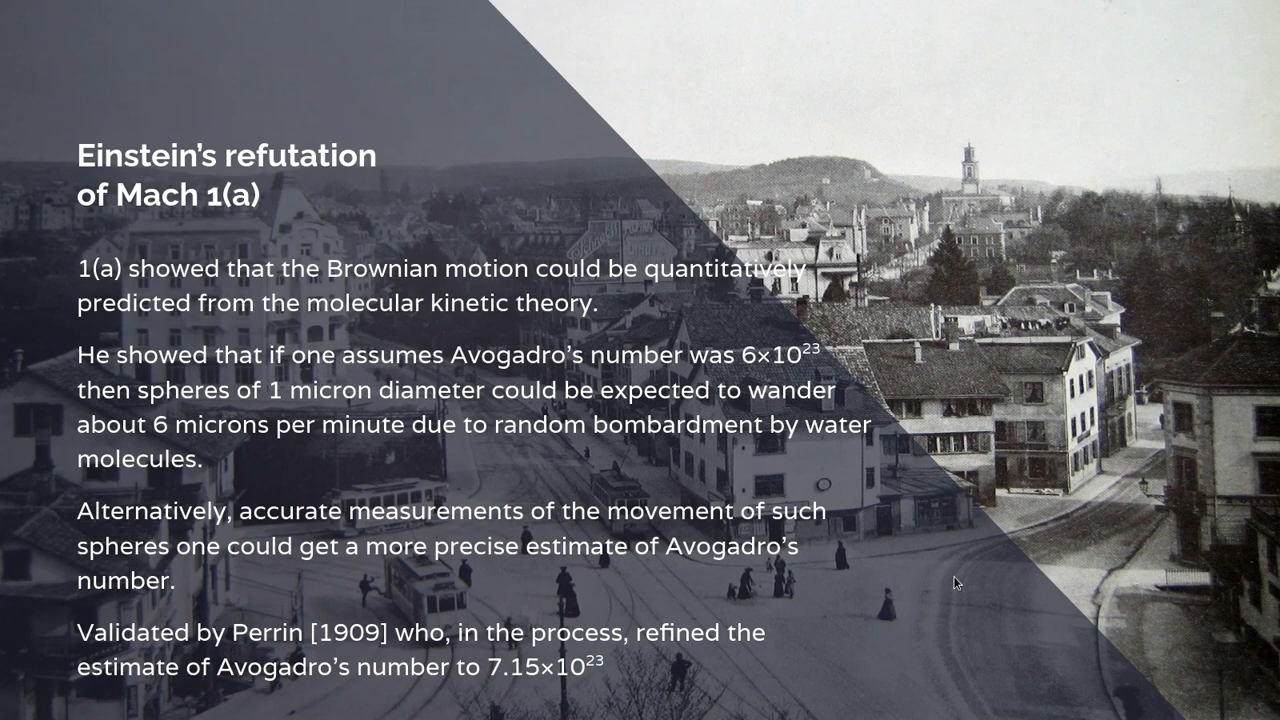 Einstein’s refutation
of Mach 1(a)
1(a) showed that the Brownian motion could be quantitatively
predicted from the molecular kinetic theory.
He showed that if one assumes Avogadro’s number was 6×10²³
then spheres of 1 micron diameter could be expected to wander
about 6 microns per minute due to random bombardment by water
molecules.
Alternatively, accurate measurements of the movement of such
spheres one could get a more precise estimate of Avogadro’s
number.
Validated by Perrin [1909] who, in the process, refined the
estimate of Avogadro’s number to 7.15×10²³